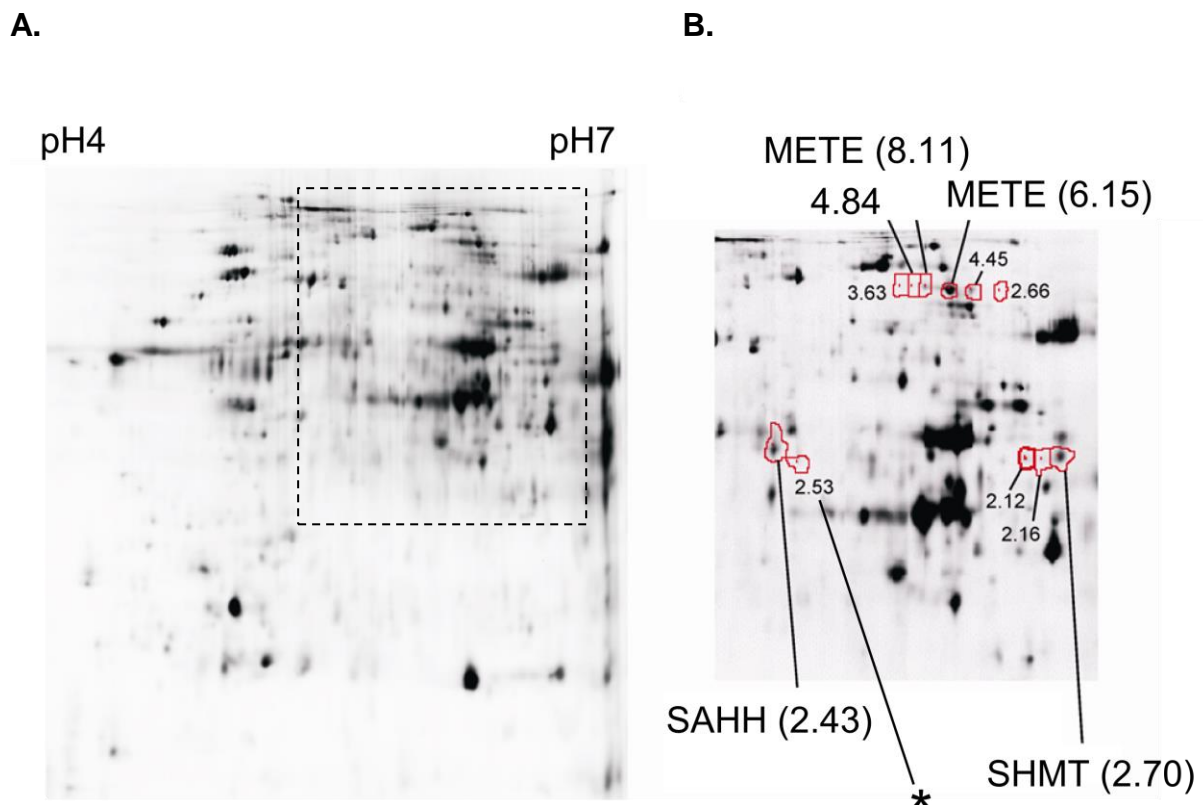 A.
B.
pH4
pH7
METE (8.11)
4.84
METE (6.15)
4.45
3.63
2.66
2.53
2.12
2.16
SAHH (2.43)
SHMT (2.70)
*